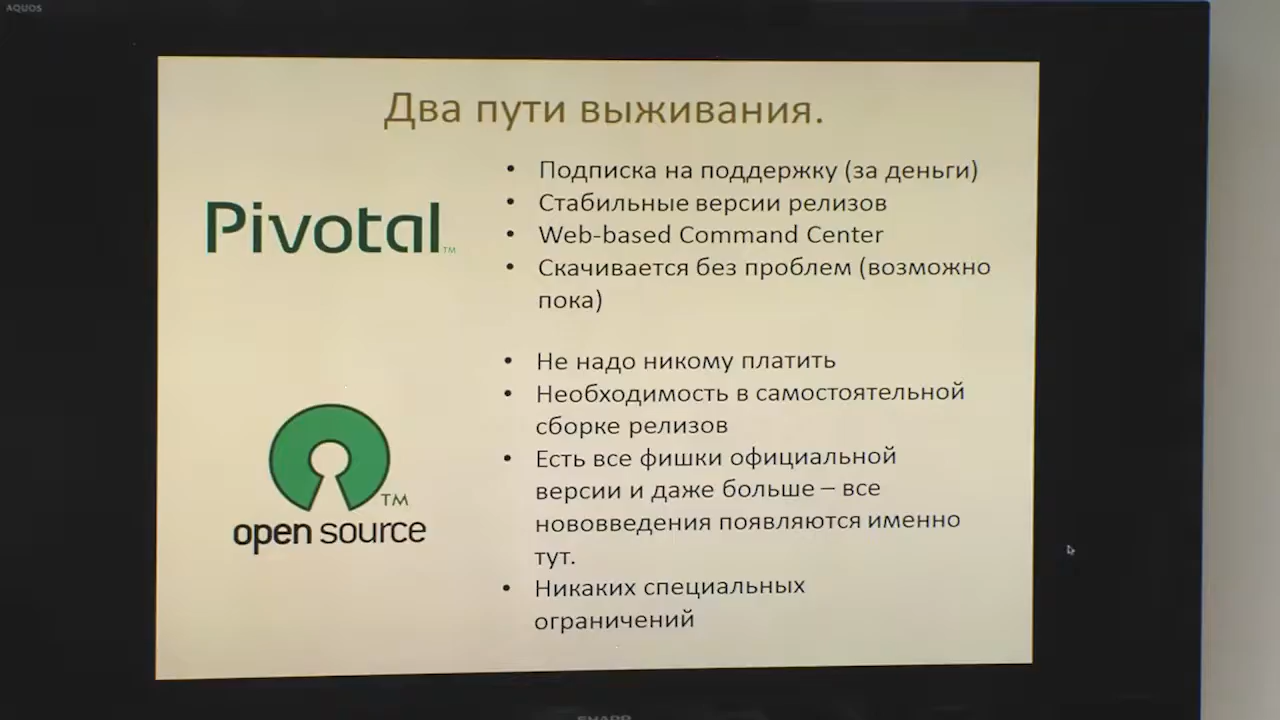 AQUOS
Два пути выживания.
Pivotal™
• Подписка на поддержку (за деньги)
• Стабильные версии релизов
• Web-based Command Center
• Скачивается без проблем (возможно
пока)
open source™
• Не надо никому платить
• Необходимость в самостоятельной
сборке релизов
• Есть все фишки официальной
версии и даже больше – все
нововведения появляются именно
тут.
• Никаких специальных
ограничений
SHARP